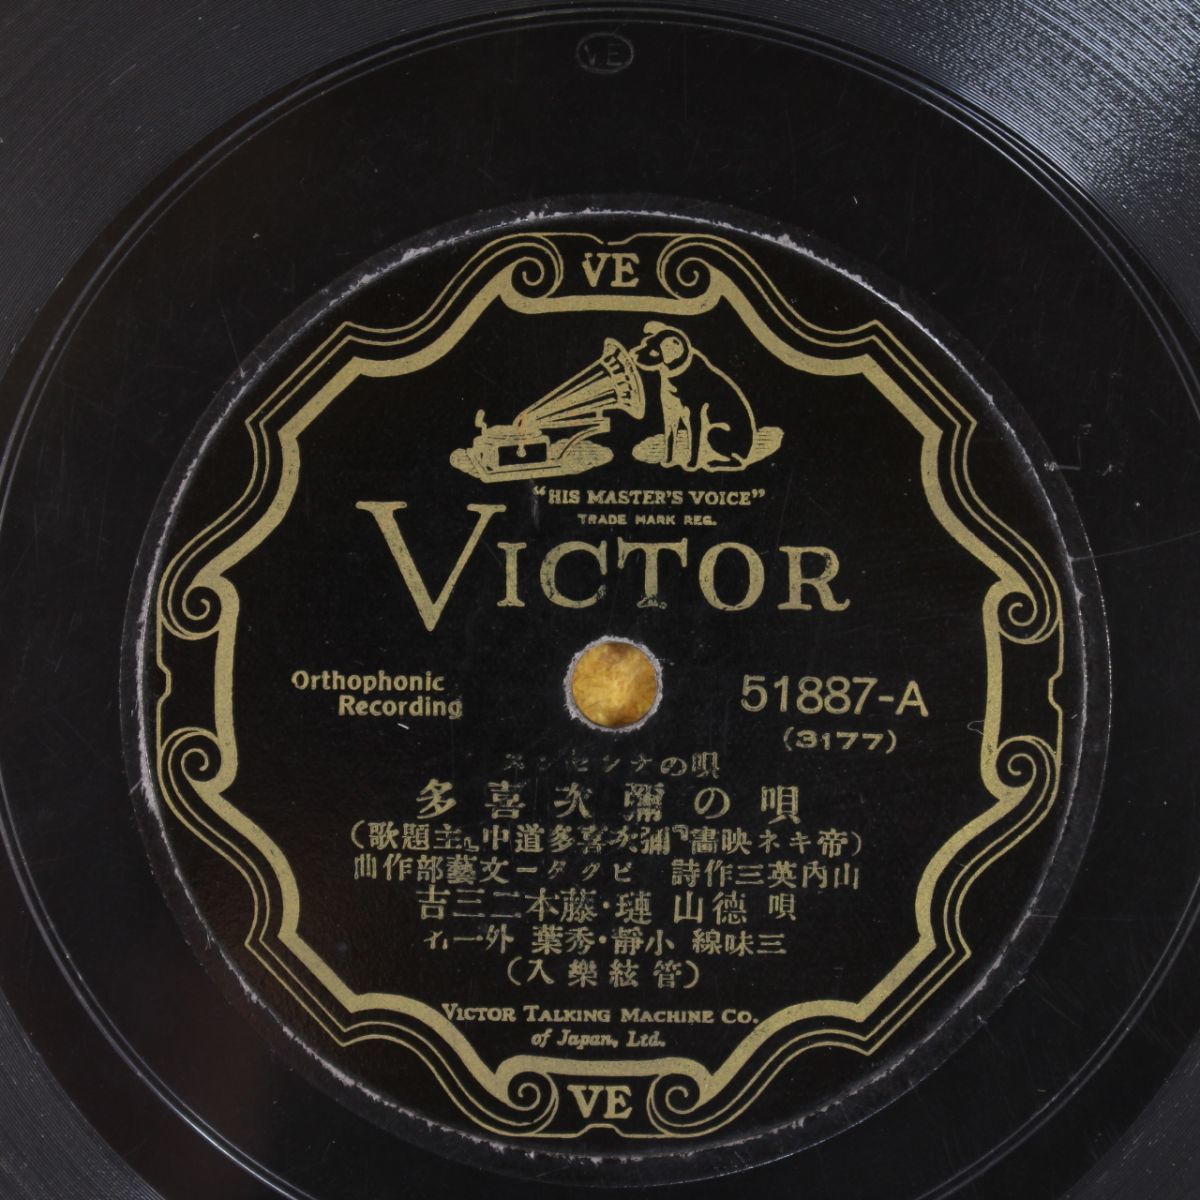 VE
VE
"HIS MASTER'S VOICE"
TRADE MARK REG.
VICTOR
Orthophonic
Recording
51887-A
(3177)
唄のナンセンス
唄の彌次喜多
(帝キネ映畫『彌次喜多道中』主題歌)
山內英三作詩 ビクター文藝部作曲
唄 德山 璉・藤本二三吉
三味線 小靜・秀葉 外一名
(管絃樂入)
VICTOR TALKING MACHINE CO.
of Japan, Ltd.
VE